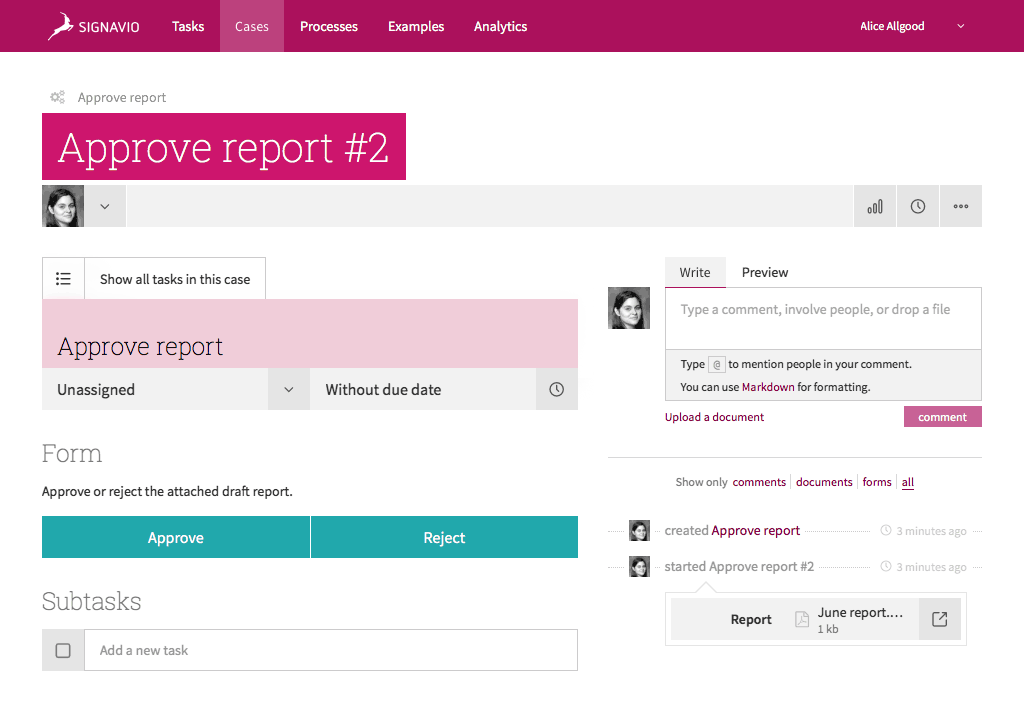 SIGNAVIO
Tasks
Cases
Processes
Examples
Analytics
Alice Allgood
Approve report
Approve report #2
Show all tasks in this case
Approve report
Unassigned
Without due date
Form
Approve or reject the attached draft report.
Approve
Reject
Subtasks
Add a new task
Write
Preview
Type a comment, involve people, or drop a file
Type @ to mention people in your comment.
You can use Markdown for formatting.
Upload a document
comment
Show only comments documents forms all
created Approve report 3 minutes ago
started Approve report #2 3 minutes ago
Report
June report.…
1 kb